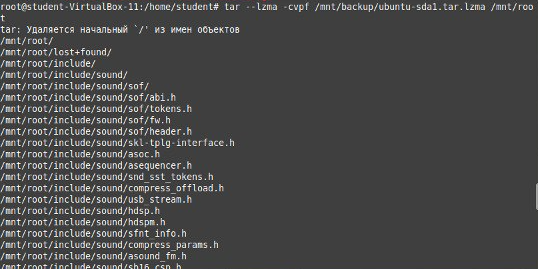 root@student-VirtualBox-11:/home/student# tar --lzma -cvpf /mnt/backup/ubuntu-sda1.tar.lzma /mnt/roo
t
tar: Удаляется начальный `/' из имен объектов
/mnt/root/
/mnt/root/lost+found/
/mnt/root/include/
/mnt/root/include/sound/
/mnt/root/include/sound/sof/
/mnt/root/include/sound/sof/abi.h
/mnt/root/include/sound/sof/tokens.h
/mnt/root/include/sound/sof/fw.h
/mnt/root/include/sound/sof/header.h
/mnt/root/include/sound/skl-tplg-interface.h
/mnt/root/include/sound/asoc.h
/mnt/root/include/sound/asequencer.h
/mnt/root/include/sound/snd_sst_tokens.h
/mnt/root/include/sound/compress_offload.h
/mnt/root/include/sound/usb_stream.h
/mnt/root/include/sound/hdsp.h
/mnt/root/include/sound/hdspm.h
/mnt/root/include/sound/sfnt_info.h
/mnt/root/include/sound/compress_params.h
/mnt/root/include/sound/asound_fm.h
/mnt/root/include/sound/sb16_csp.h